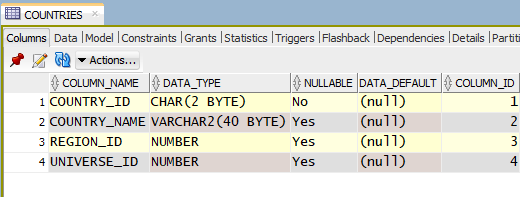 COUNTRIES
Columns Data Model Constraints Grants Statistics Triggers Flashback Dependencies Details Partiti
Actions...
COLUMN_NAME DATA_TYPE NULLABLE DATA_DEFAULT COLUMN_ID
1 COUNTRY_ID CHAR(2 BYTE) No (null) 1
2 COUNTRY_NAME VARCHAR2(40 BYTE) Yes (null) 2
3 REGION_ID NUMBER Yes (null) 3
4 UNIVERSE_ID NUMBER Yes (null) 4